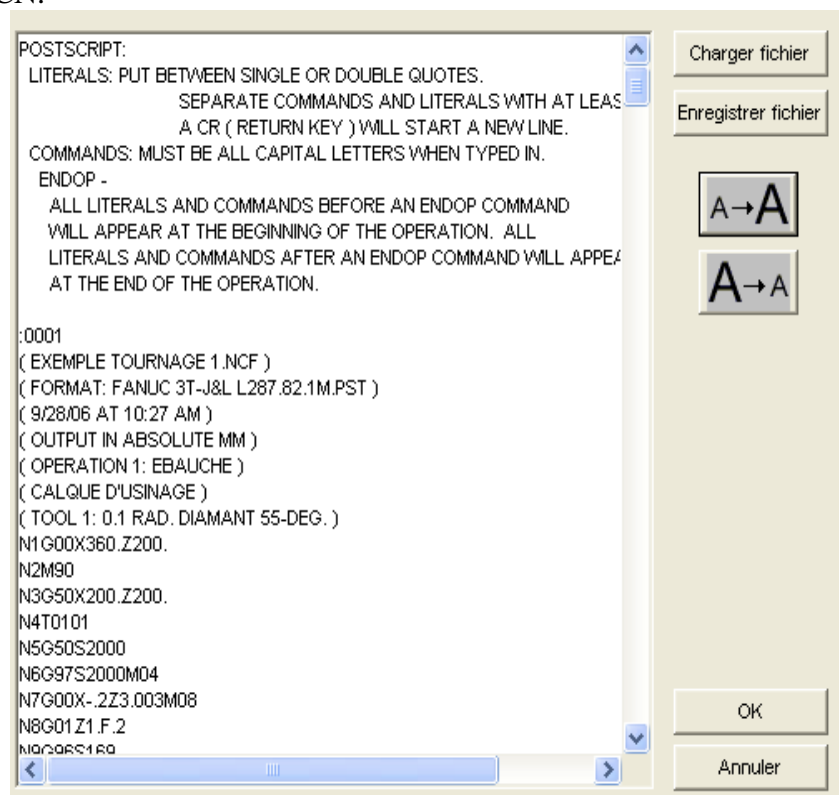 CN.
POSTSCRIPT:
LITERALS: PUT BETWEEN SINGLE OR DOUBLE QUOTES.
SEPARATE COMMANDS AND LITERALS WITH AT LEAS
A CR ( RETURN KEY ) WILL START A NEW LINE.
COMMANDS: MUST BE ALL CAPITAL LETTERS WHEN TYPED IN.
ENDOP -
ALL LITERALS AND COMMANDS BEFORE AN ENDOP COMMAND
WILL APPEAR AT THE BEGINNING OF THE OPERATION. ALL
LITERALS AND COMMANDS AFTER AN ENDOP COMMAND WILL APPEA
AT THE END OF THE OPERATION.
:0001
( EXEMPLE TOURNAGE 1.NCF )
( FORMAT: FANUC 3T-J&L L287.82.1M.PST )
( 9/28/06 AT 10:27 AM )
( OUTPUT IN ABSOLUTE MM )
( OPERATION 1: EBAUCHE )
( CALQUE D'USINAGE )
( TOOL 1: 0.1 RAD. DIAMANT 55-DEG. )
N1G00X360.Z200.
N2M90
N3G50X200.Z200.
N4T0101
N5G50S2000
N6G97S2000M04
N7G00X-.2Z3.003M08
N8G01Z1.F.2
N9G96S169
Charger fichier
Enregistrer fichier
A→A
A→A
OK
Annuler